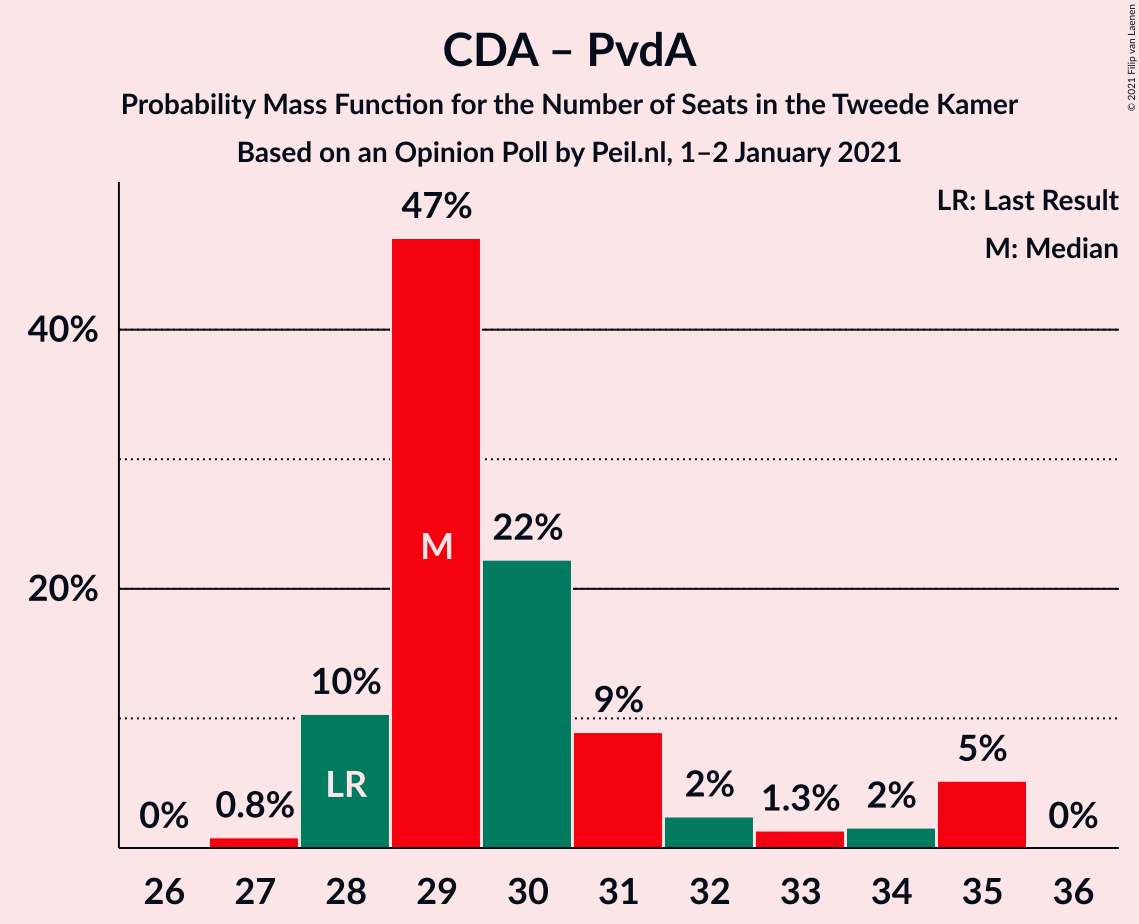 CDA – PvdA
Probability Mass Function for the Number of Seats in the Tweede Kamer
Based on an Opinion Poll by Peil.nl, 1–2 January 2021
© 2021 Filip van Laenen
LR: Last Result
M: Median
40%
20%
0%
0.8%
10%
47%
22%
9%
2%
1.3%
2%
5%
0%
LR
M
26 27 28 29 30 31 32 33 34 35 36